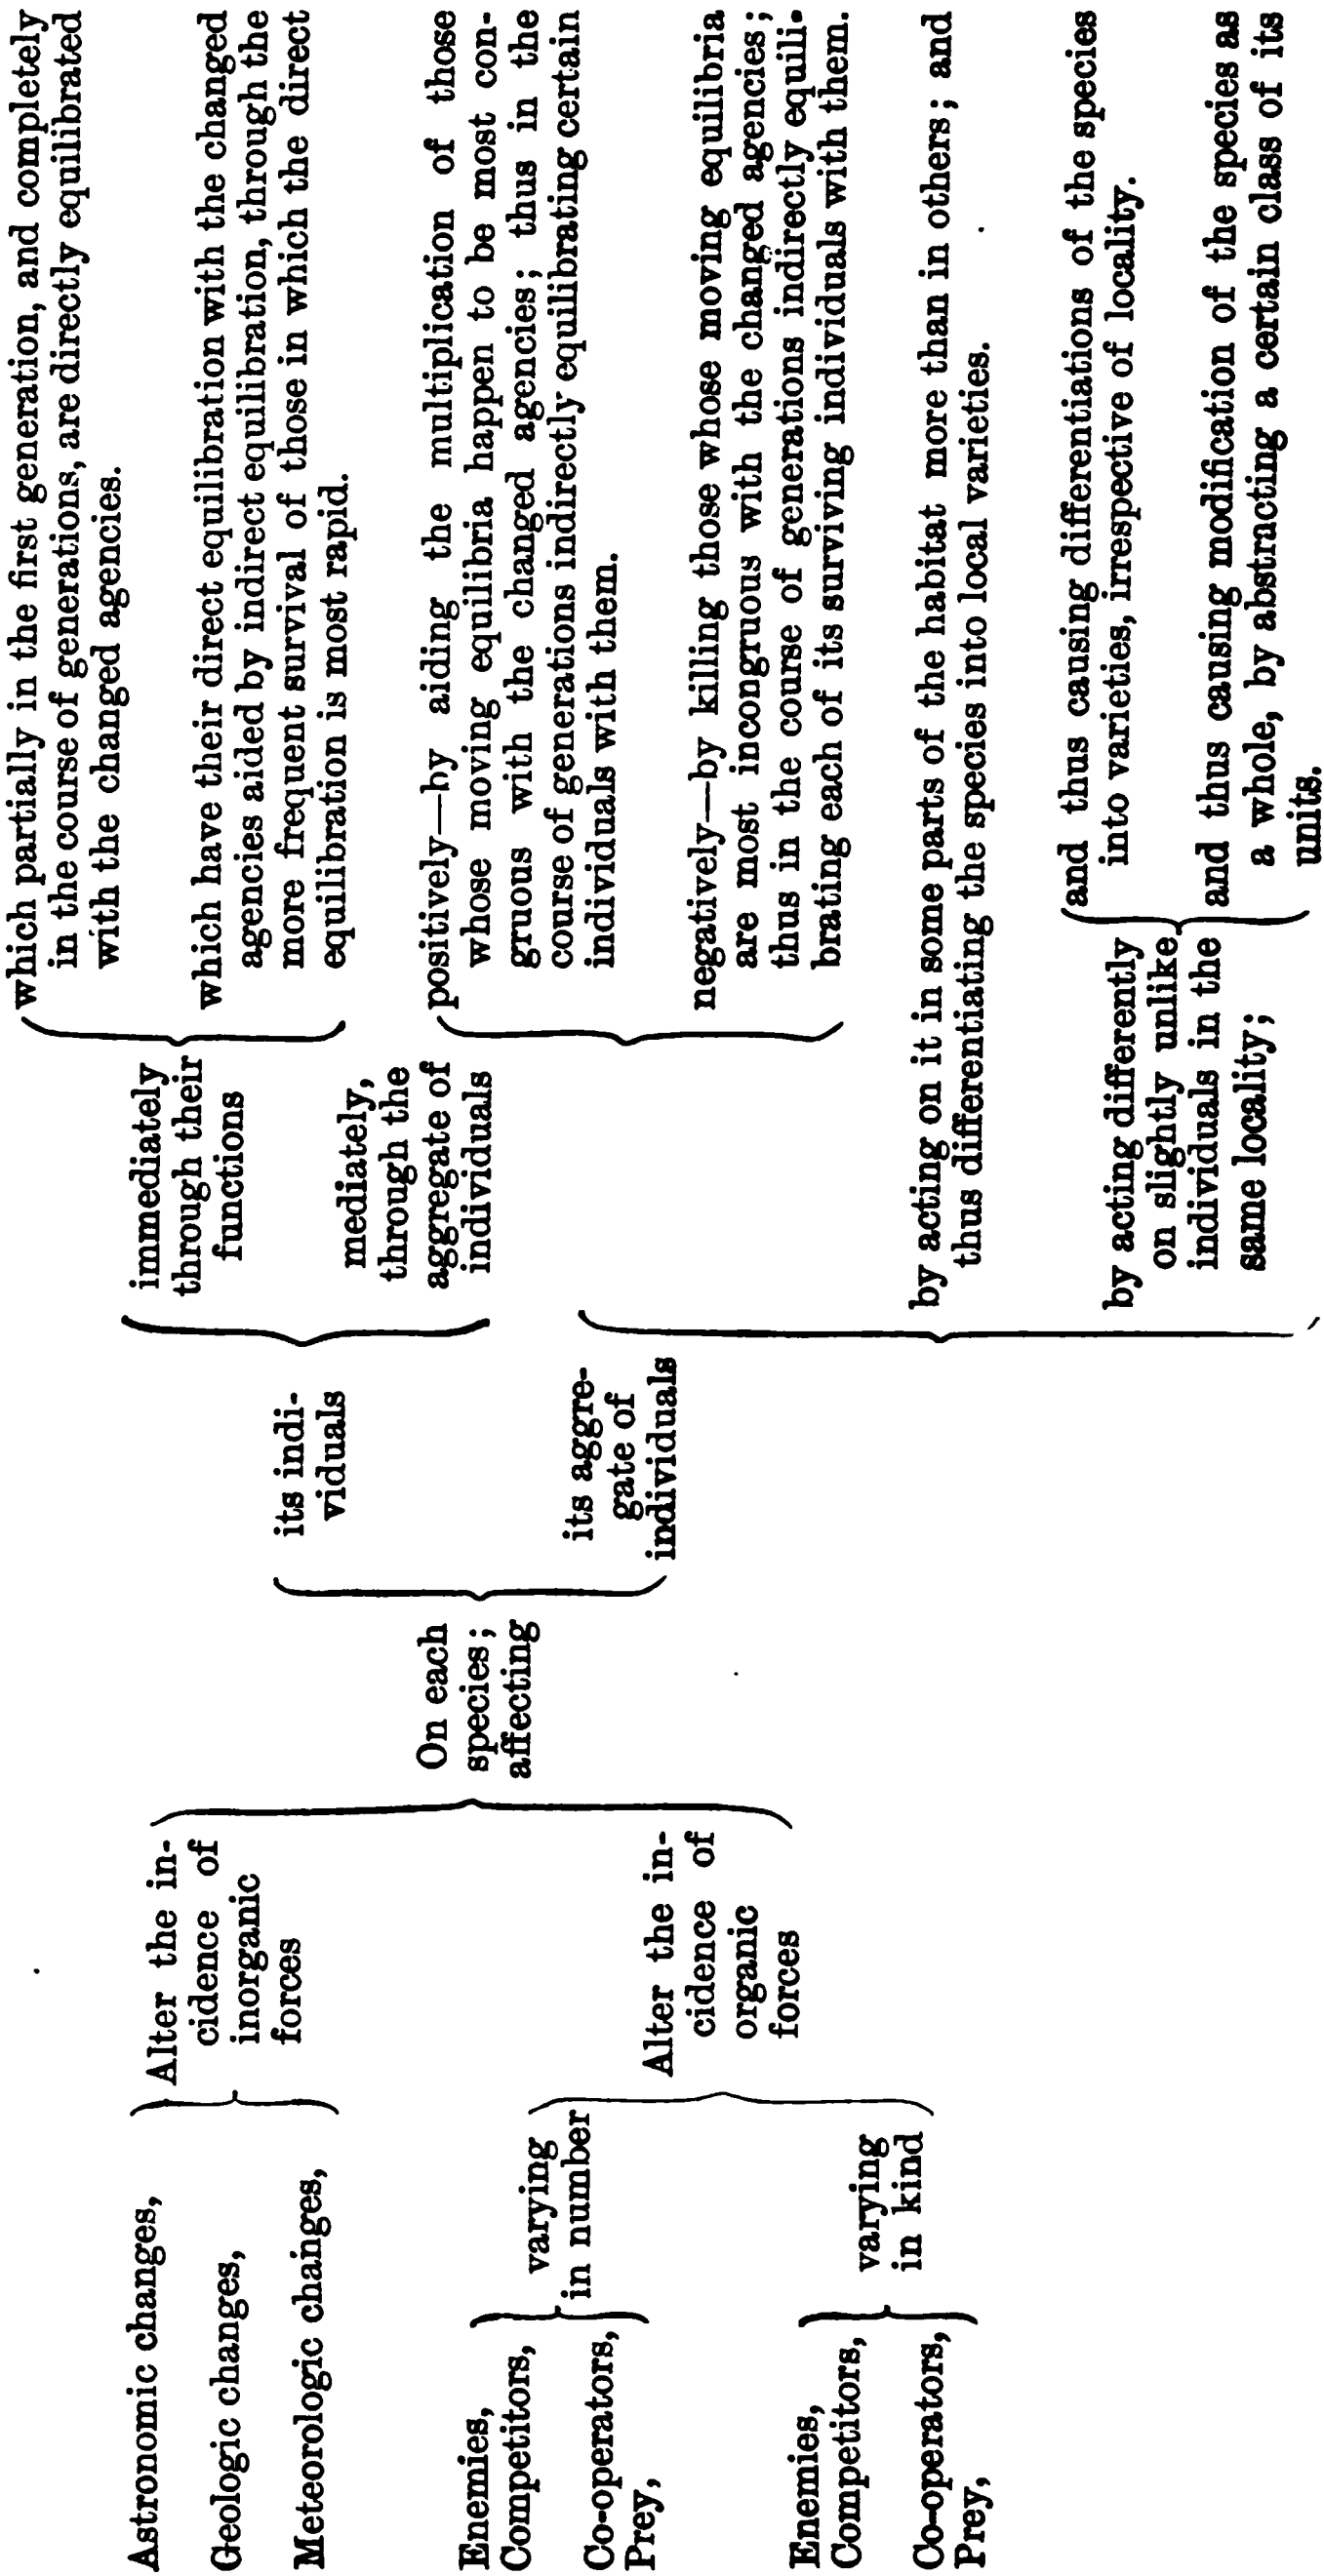 Astronomic changes,
Geologic changes,
Meteorologic changes,
Alter the in-
cidence of
inorganic
forces
Enemies,
Competitors,
Co-operators,
Prey,
varying
in number
Enemies,
Competitors,
Co-operators,
Prey,
varying
in kind
Alter the in-
cidence of
organic
forces
On each
species;
affecting
its indi-
viduals
immediately
through their
functions
which partially in the first generation, and completely
in the course of generations, are directly equilibrated
with the changed agencies.
which have their direct equilibration with the changed
agencies aided by indirect equilibration, through the
more frequent survival of those in which the direct
equilibration is most rapid.
mediately,
through the
aggregate of
individuals
positively—by aiding the multiplication of those
whose moving equilibria happen to be most con-
gruous with the changed agencies; thus in the
course of generations indirectly equilibrating certain
individuals with them.
negatively—by killing those whose moving equilibria
are most incongruous with the changed agencies;
thus in the course of generations indirectly equili-
brating each of its surviving individuals with them.
its aggre-
gate of
individuals
by acting on it in some parts of the habitat more than in others; and
thus differentiating the species into local varieties.
by acting differently
on slightly unlike
individuals in the
same locality;
and thus causing differentiations of the species
into varieties, irrespective of locality.
and thus causing modification of the species as
a whole, by abstracting a certain class of its
units.